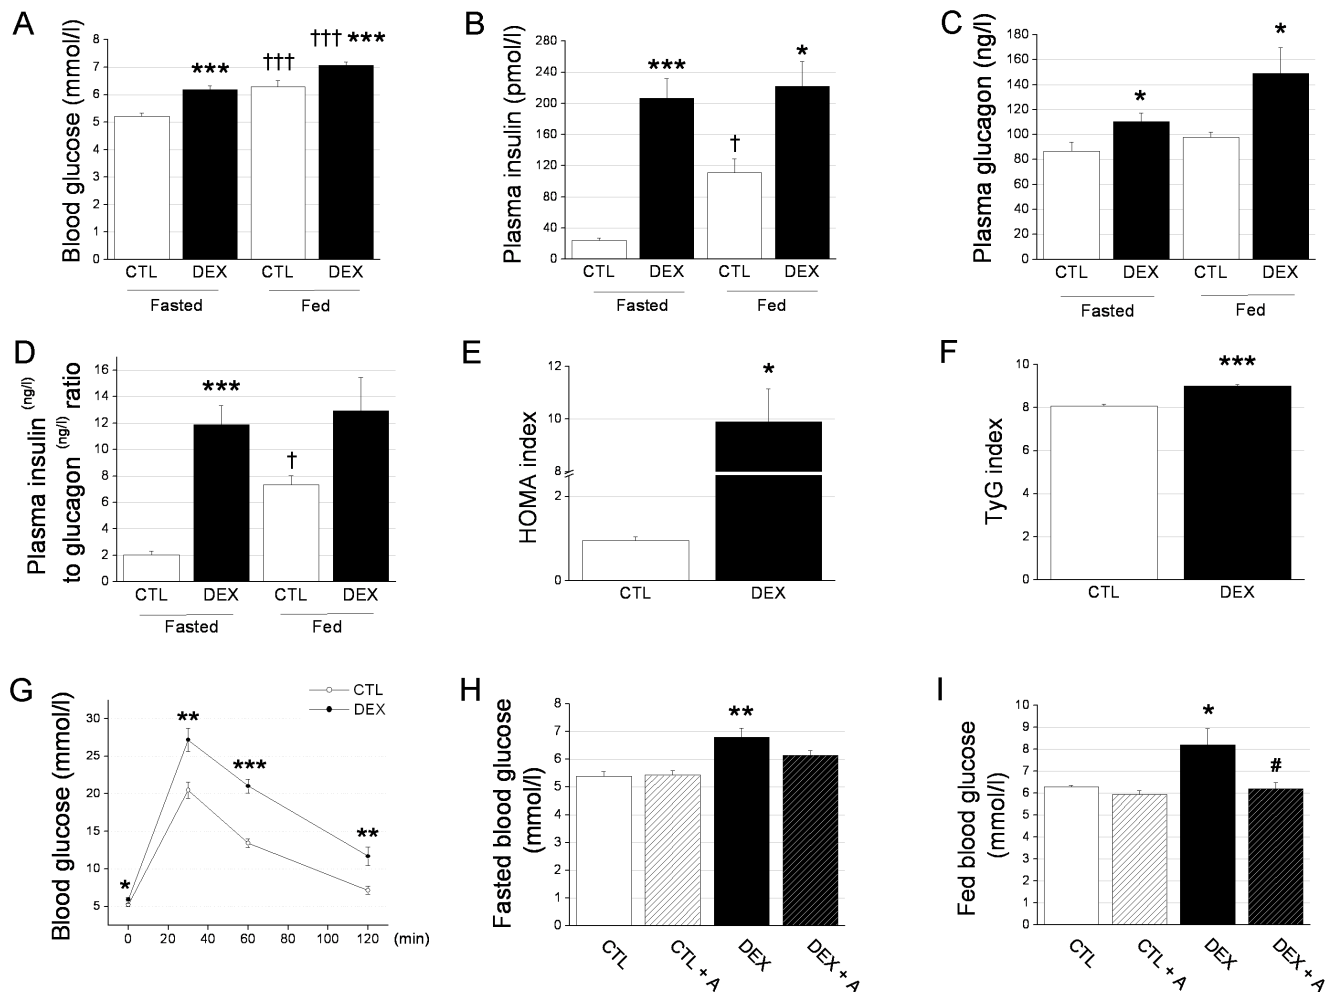 A
Blood glucose (mmol/l)
8
7
6
5
4
3
2
1
0
***
†††
††† ***
CTL DEX CTL DEX
Fasted Fed
B
Plasma insulin (pmol/l)
280
240
200
160
120
80
40
0
***
†
*
CTL DEX CTL DEX
Fasted Fed
C
Plasma glucagon (ng/l)
180
160
140
120
100
80
60
40
20
0
*
*
CTL DEX CTL DEX
Fasted Fed
D
Plasma insulin (ng/l)
to glucagon (ng/l) ratio
16
14
12
10
8
6
4
2
0
***
†
CTL DEX CTL DEX
Fasted Fed
E
HOMA index
12
10
8
2
0
*
CTL DEX
F
TyG index
10
8
6
4
2
0
***
CTL DEX
G
Blood glucose (mmol/l)
CTL
DEX
30
25
20
15
10
5
*
**
***
**
0 20 40 60 80 100 120 (min)
H
Fasted blood glucose
(mmol/l)
8
7
6
5
4
3
2
1
0
**
CTL CTL + A DEX DEX + A
I
Fed blood glucose
(mmol/l)
10
9
8
7
6
5
4
3
2
1
0
*
#
CTL CTL + A DEX DEX + A